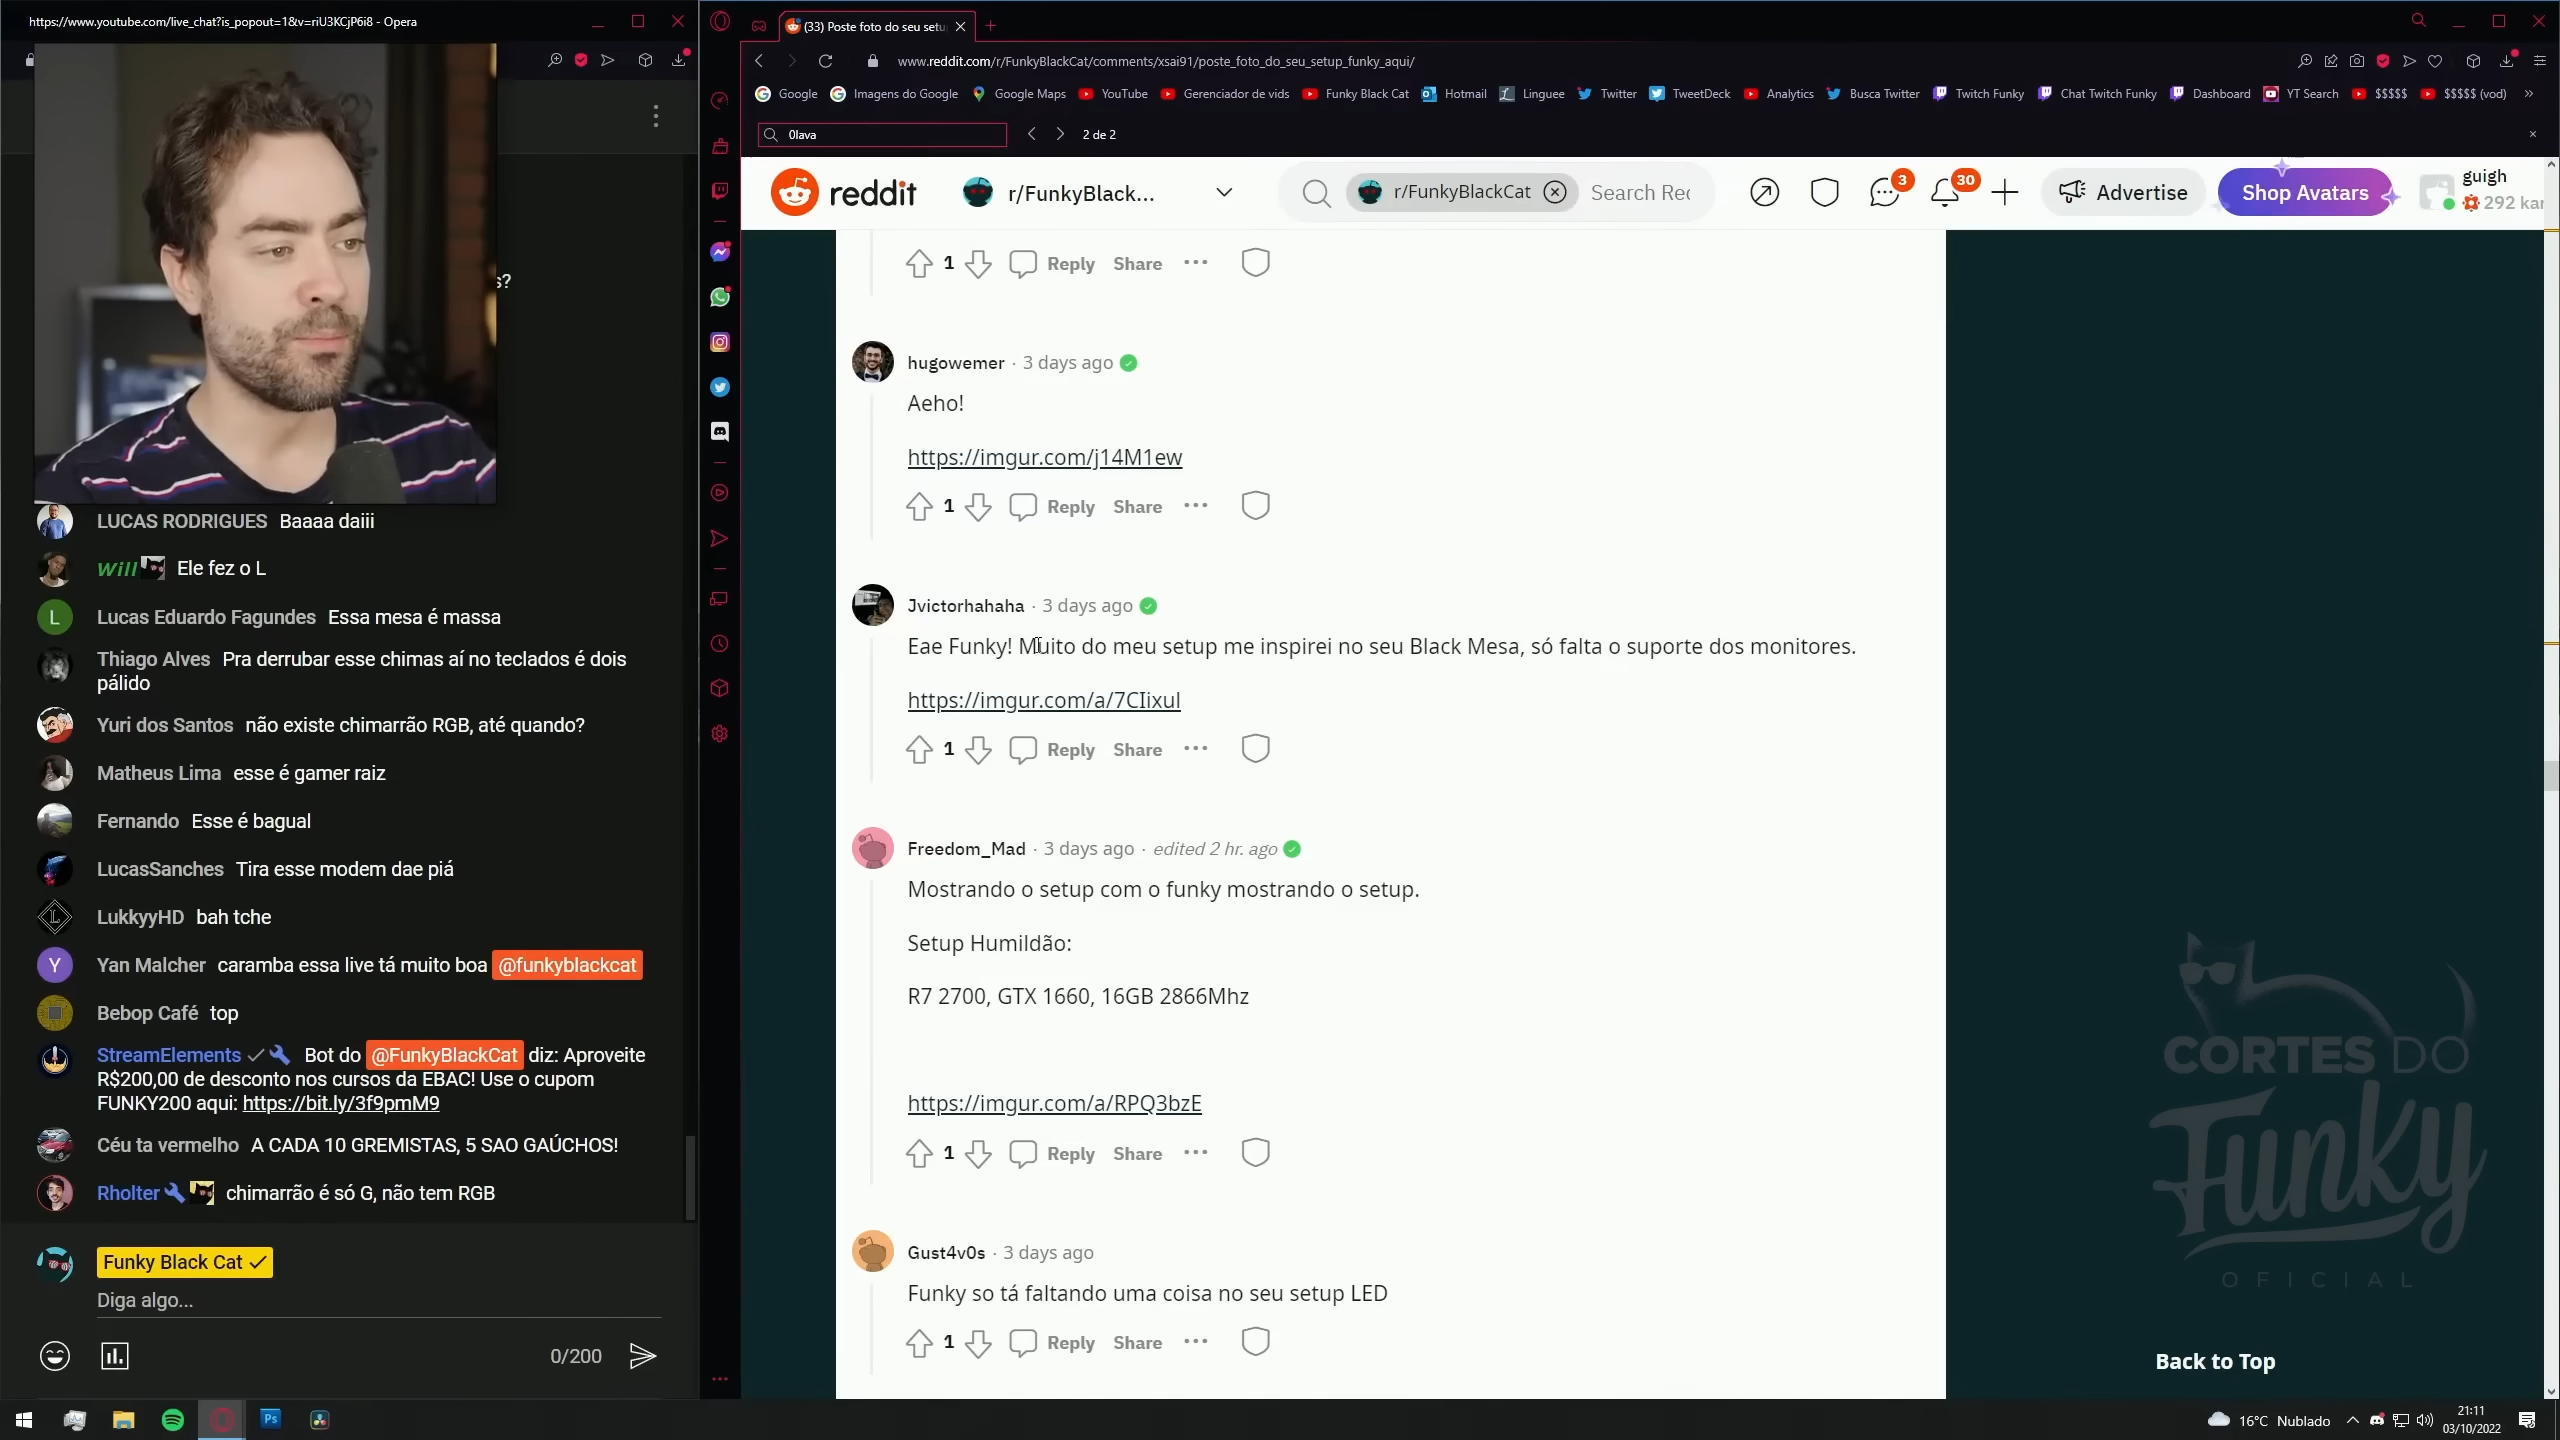 https://www.youtube.com/live_chat?is_popout=1&v=riU3KCjP6i8 - Opera
s?
LUCAS RODRIGUES Baaaa daiii
Will Ele fez o L
Lucas Eduardo Fagundes Essa mesa é massa
Thiago Alves Pra derrubar esse chimas aí no teclados é dois
pálido
Yuri dos Santos não existe chimarrão RGB, até quando?
Matheus Lima esse é gamer raiz
Fernando Esse é bagual
LucasSanches Tira esse modem dae piá
LukkyyHD bah tche
Y Yan Malcher caramba essa live tá muito boa @funkyblackcat
Bebop Café top
StreamElements Bot do @FunkyBlackCat diz: Aproveite
R$200,00 de desconto nos cursos da EBAC! Use o cupom
FUNKY200 aqui: https://bit.ly/3f9pmM9
Céu ta vermelho A CADA 10 GREMISTAS, 5 SAO GAÚCHOS!
Rholter chimarrão é só G, não tem RGB
Funky Black Cat
Diga algo...
0/200
(33) Poste foto do seu setu
www.reddit.com/r/FunkyBlackCat/comments/xsai91/poste_foto_do_seu_setup_funky_aqui/
Google Imagens do Google Google Maps YouTube Gerenciador de vids Funky Black Cat Hotmail Linguee Twitter TweetDeck Analytics Busca Twitter Twitch Funky Chat Twitch Funky Dashboard YT Search $$$$$ $$$$$ (vod)
0lava 2 de 2
reddit r/FunkyBlack... r/FunkyBlackCat Search Rec 3 30 Advertise Shop Avatars guigh
292 kar
1 Reply Share
hugowemer · 3 days ago
Aeho!
https://imgur.com/j14M1ew
1 Reply Share
Jvictorhahaha · 3 days ago
Eae Funky! Muito do meu setup me inspirei no seu Black Mesa, só falta o suporte dos monitores.
https://imgur.com/a/7CIixul
1 Reply Share
Freedom_Mad · 3 days ago · edited 2 hr. ago
Mostrando o setup com o funky mostrando o setup.
Setup Humildão:
R7 2700, GTX 1660, 16GB 2866Mhz
https://imgur.com/a/RPQ3bzE
1 Reply Share
Gust4v0s · 3 days ago
Funky so tá faltando uma coisa no seu setup LED
1 Reply Share
CORTES DO
Funky
OFICIAL
Back to Top
Ps
16°C Nublado
21:11
03/10/2022